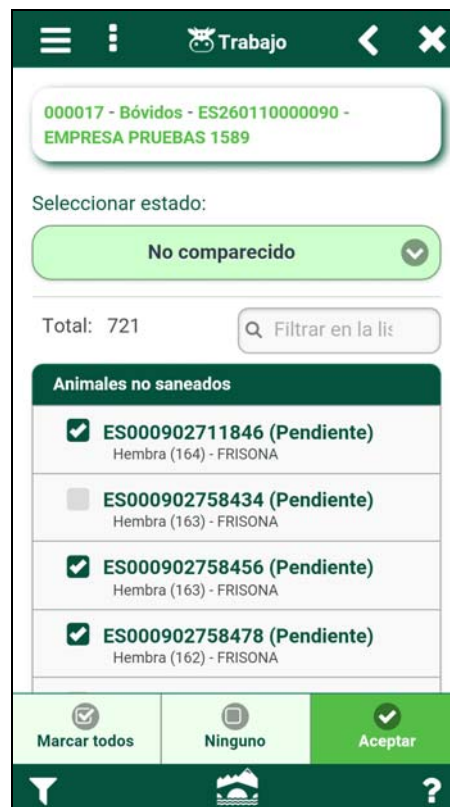 Trabajo
000017 - Bóvidos - ES260110000090 -
EMPRESA PRUEBAS 1589
Seleccionar estado:
No comparecido
Total: 721
Filtrar en la lis
Animales no saneados
ES000902711846 (Pendiente)
Hembra (164) - FRISONA
ES000902758434 (Pendiente)
Hembra (163) - FRISONA
ES000902758456 (Pendiente)
Hembra (163) - FRISONA
ES000902758478 (Pendiente)
Hembra (162) - FRISONA
Marcar todos
Ninguno
Aceptar
?